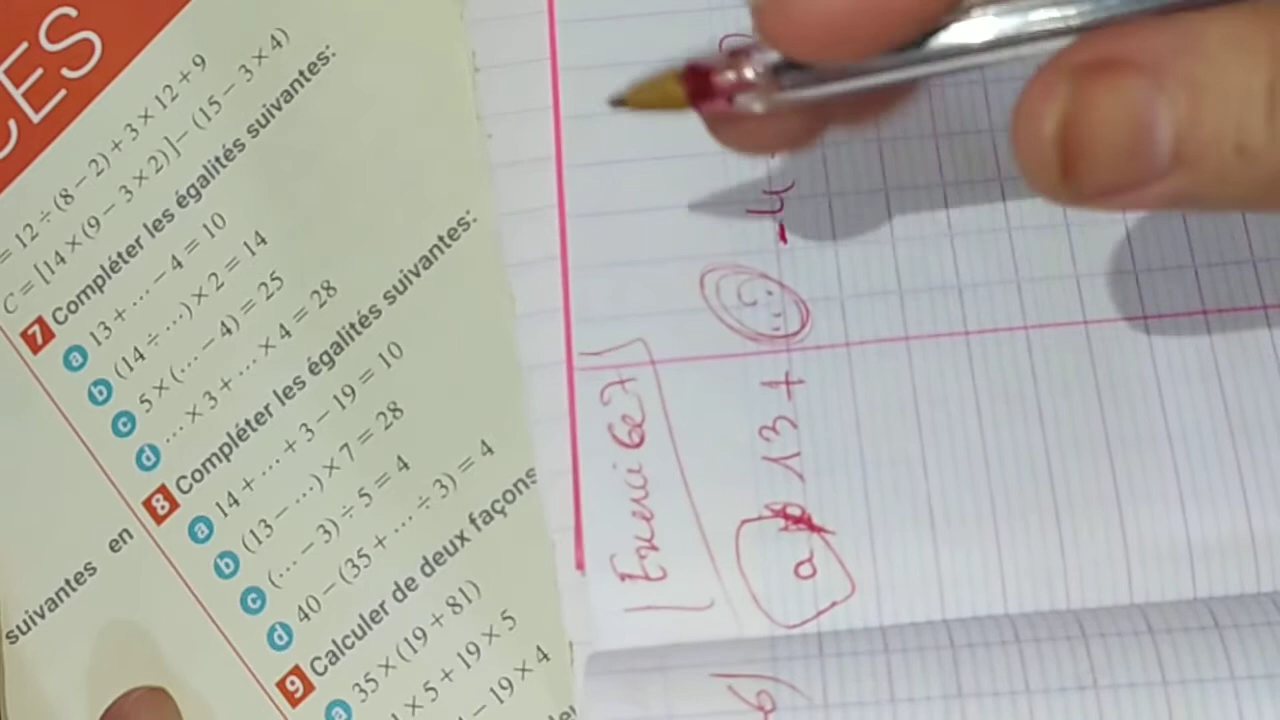 CES
= 12 ÷ (8 – 2) + 3 × 12 + 9
C = [14 × (9 – 3 × 2)] – (15 – 3 × 4)
7 Compléter les égalités suivantes:
a 13 + ... – 4 = 10
b (14 ÷ ...) × 2 = 14
c 5 × (... – 4) = 25
d ... × 3 + ... × 4 = 28
8 Compléter les égalités suivantes:
a 14 + ... + 3 – 19 = 10
b (13 – ...) × 7 = 28
c (... – 3) ÷ 5 = 4
d 40 – (35 + ... ÷ 3) = 4
9 Calculer de deux façons
a 35 × (19 + 81)
× 5 + 19 × 5
– 19 × 4
suivantes en
Exerci 6e7
a 13 + - 4
b)